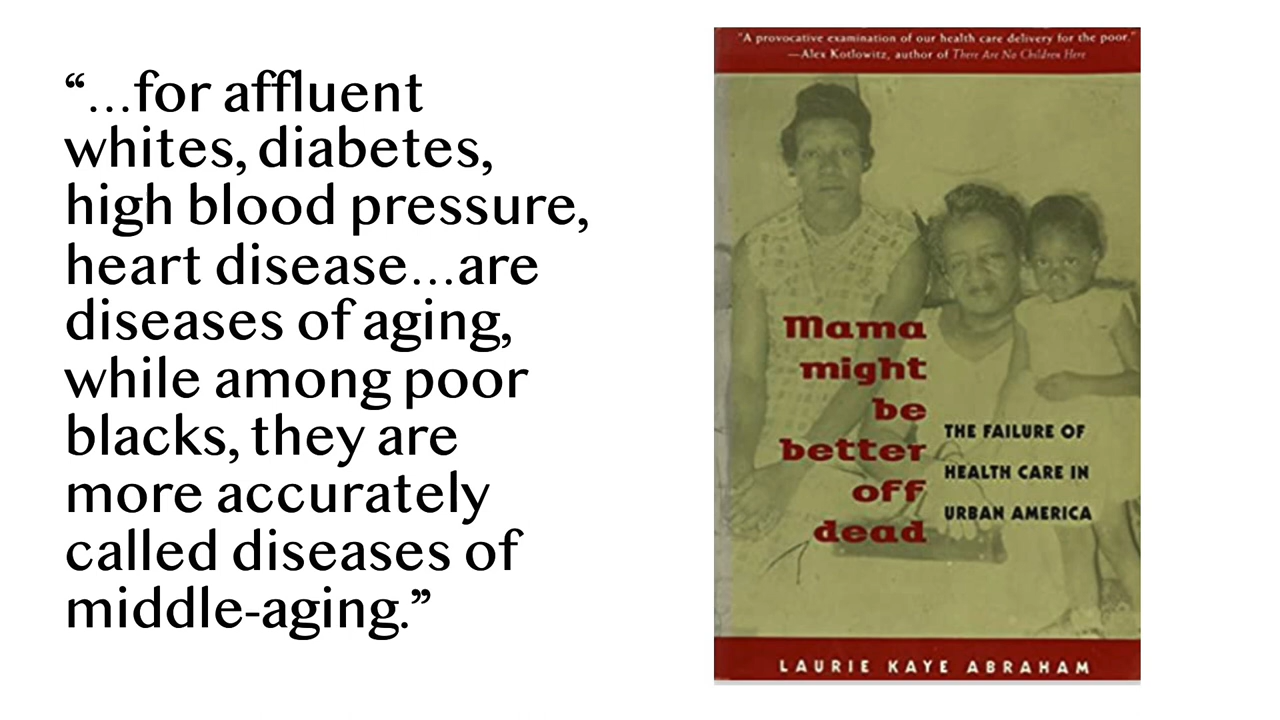 “...for affluent
whites, diabetes,
high blood pressure,
heart disease...are
diseases of aging,
while among poor
blacks, they are
more accurately
called diseases of
middle-aging.”
"A provocative examination of our health care delivery for the poor."
—Alex Kotlowitz, author of There Are No Children Here
Mama
might
be
better
off
dead
THE FAILURE OF
HEALTH CARE IN
URBAN AMERICA
LAURIE KAYE ABRAHAM